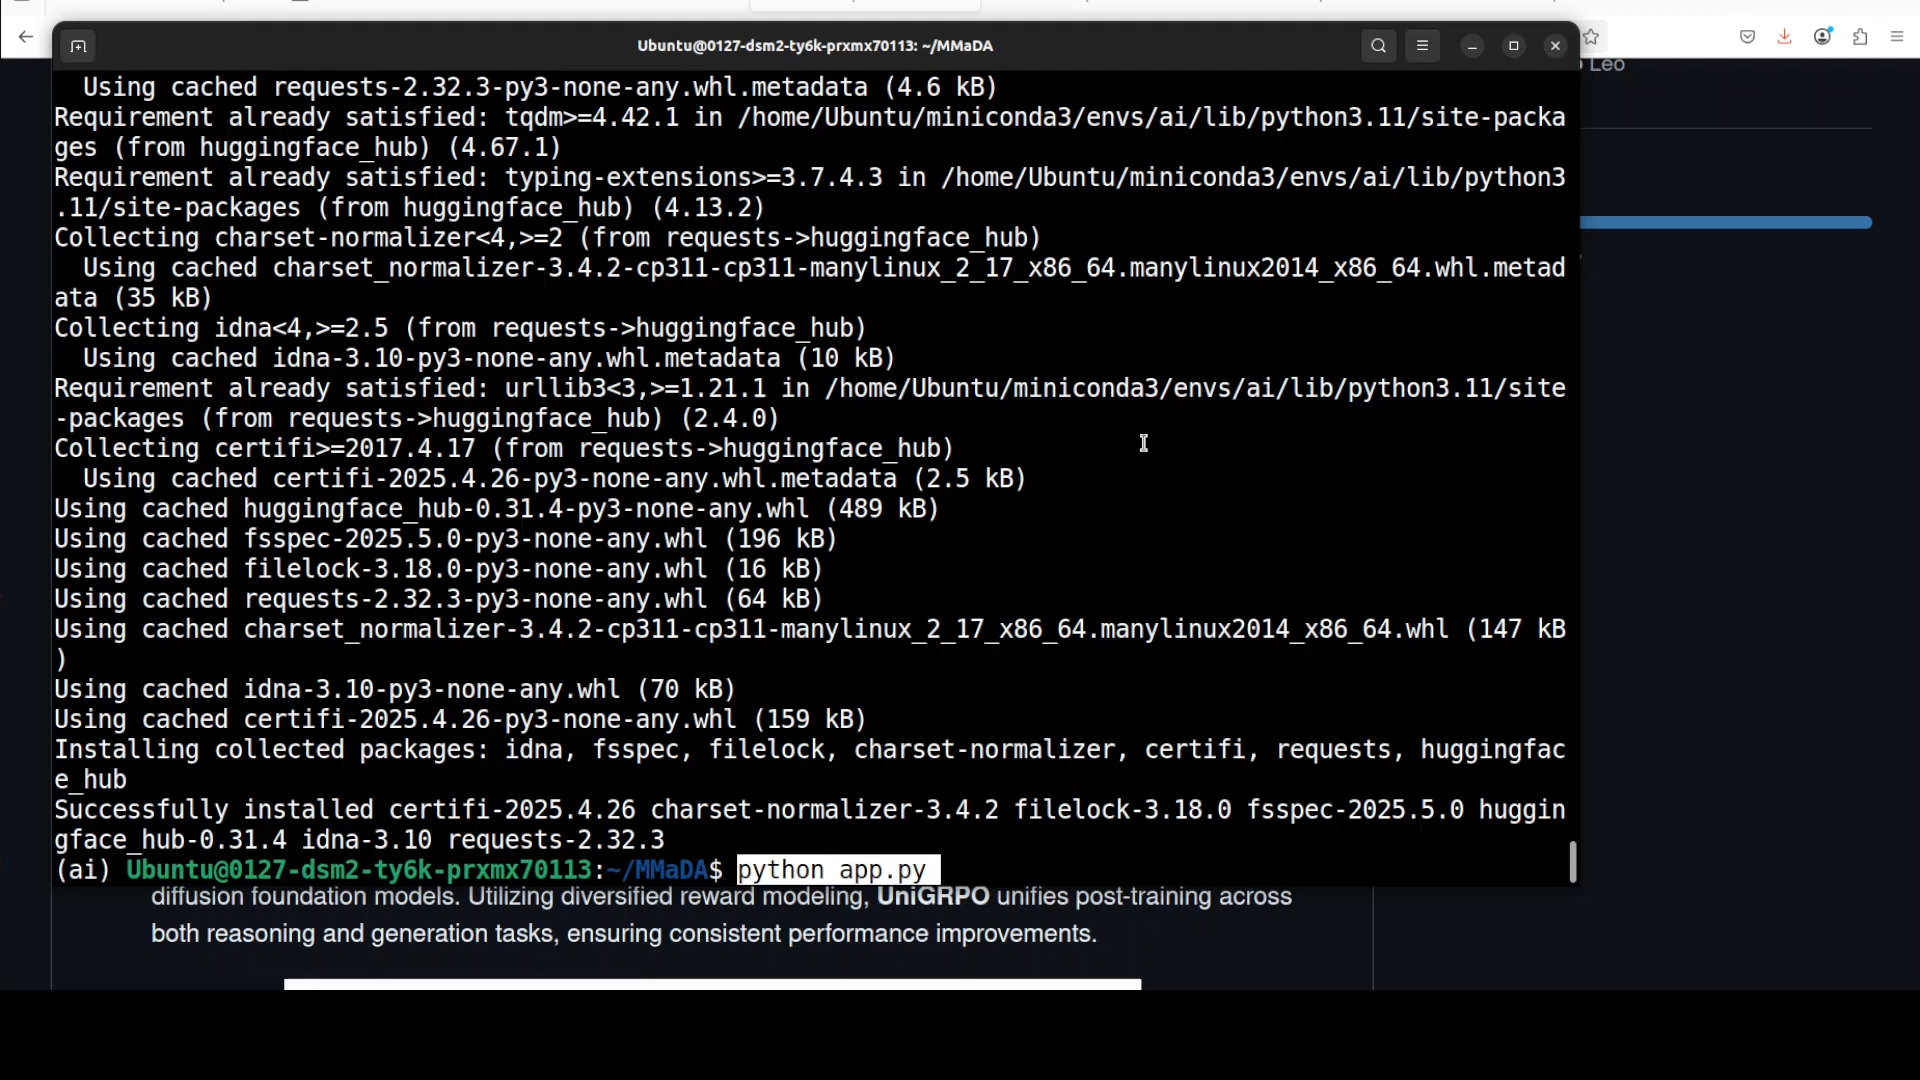 Ubuntu@0127-dsm2-ty6k-prxmx70113: ~/MMaDA
Leo
Using cached requests-2.32.3-py3-none-any.whl.metadata (4.6 kB)
Requirement already satisfied: tqdm>=4.42.1 in /home/Ubuntu/miniconda3/envs/ai/lib/python3.11/site-packa
ges (from huggingface_hub) (4.67.1)
Requirement already satisfied: typing-extensions>=3.7.4.3 in /home/Ubuntu/miniconda3/envs/ai/lib/python3
.11/site-packages (from huggingface_hub) (4.13.2)
Collecting charset-normalizer<4,>=2 (from requests->huggingface_hub)
Using cached charset_normalizer-3.4.2-cp311-cp311-manylinux_2_17_x86_64.manylinux2014_x86_64.whl.metad
ata (35 kB)
Collecting idna<4,>=2.5 (from requests->huggingface_hub)
Using cached idna-3.10-py3-none-any.whl.metadata (10 kB)
Requirement already satisfied: urllib3<3,>=1.21.1 in /home/Ubuntu/miniconda3/envs/ai/lib/python3.11/site
-packages (from requests->huggingface_hub) (2.4.0)
Collecting certifi>=2017.4.17 (from requests->huggingface_hub)
Using cached certifi-2025.4.26-py3-none-any.whl.metadata (2.5 kB)
Using cached huggingface_hub-0.31.4-py3-none-any.whl (489 kB)
Using cached fsspec-2025.5.0-py3-none-any.whl (196 kB)
Using cached filelock-3.18.0-py3-none-any.whl (16 kB)
Using cached requests-2.32.3-py3-none-any.whl (64 kB)
Using cached charset_normalizer-3.4.2-cp311-cp311-manylinux_2_17_x86_64.manylinux2014_x86_64.whl (147 kB
)
Using cached idna-3.10-py3-none-any.whl (70 kB)
Using cached certifi-2025.4.26-py3-none-any.whl (159 kB)
Installing collected packages: idna, fsspec, filelock, charset-normalizer, certifi, requests, huggingfac
e_hub
Successfully installed certifi-2025.4.26 charset-normalizer-3.4.2 filelock-3.18.0 fsspec-2025.5.0 huggin
gface_hub-0.31.4 idna-3.10 requests-2.32.3
(ai) Ubuntu@0127-dsm2-ty6k-prxmx70113:~/MMaDA$ python app.py
diffusion foundation models. Utilizing diversified reward modeling, UniGRPO unifies post-training across
both reasoning and generation tasks, ensuring consistent performance improvements.